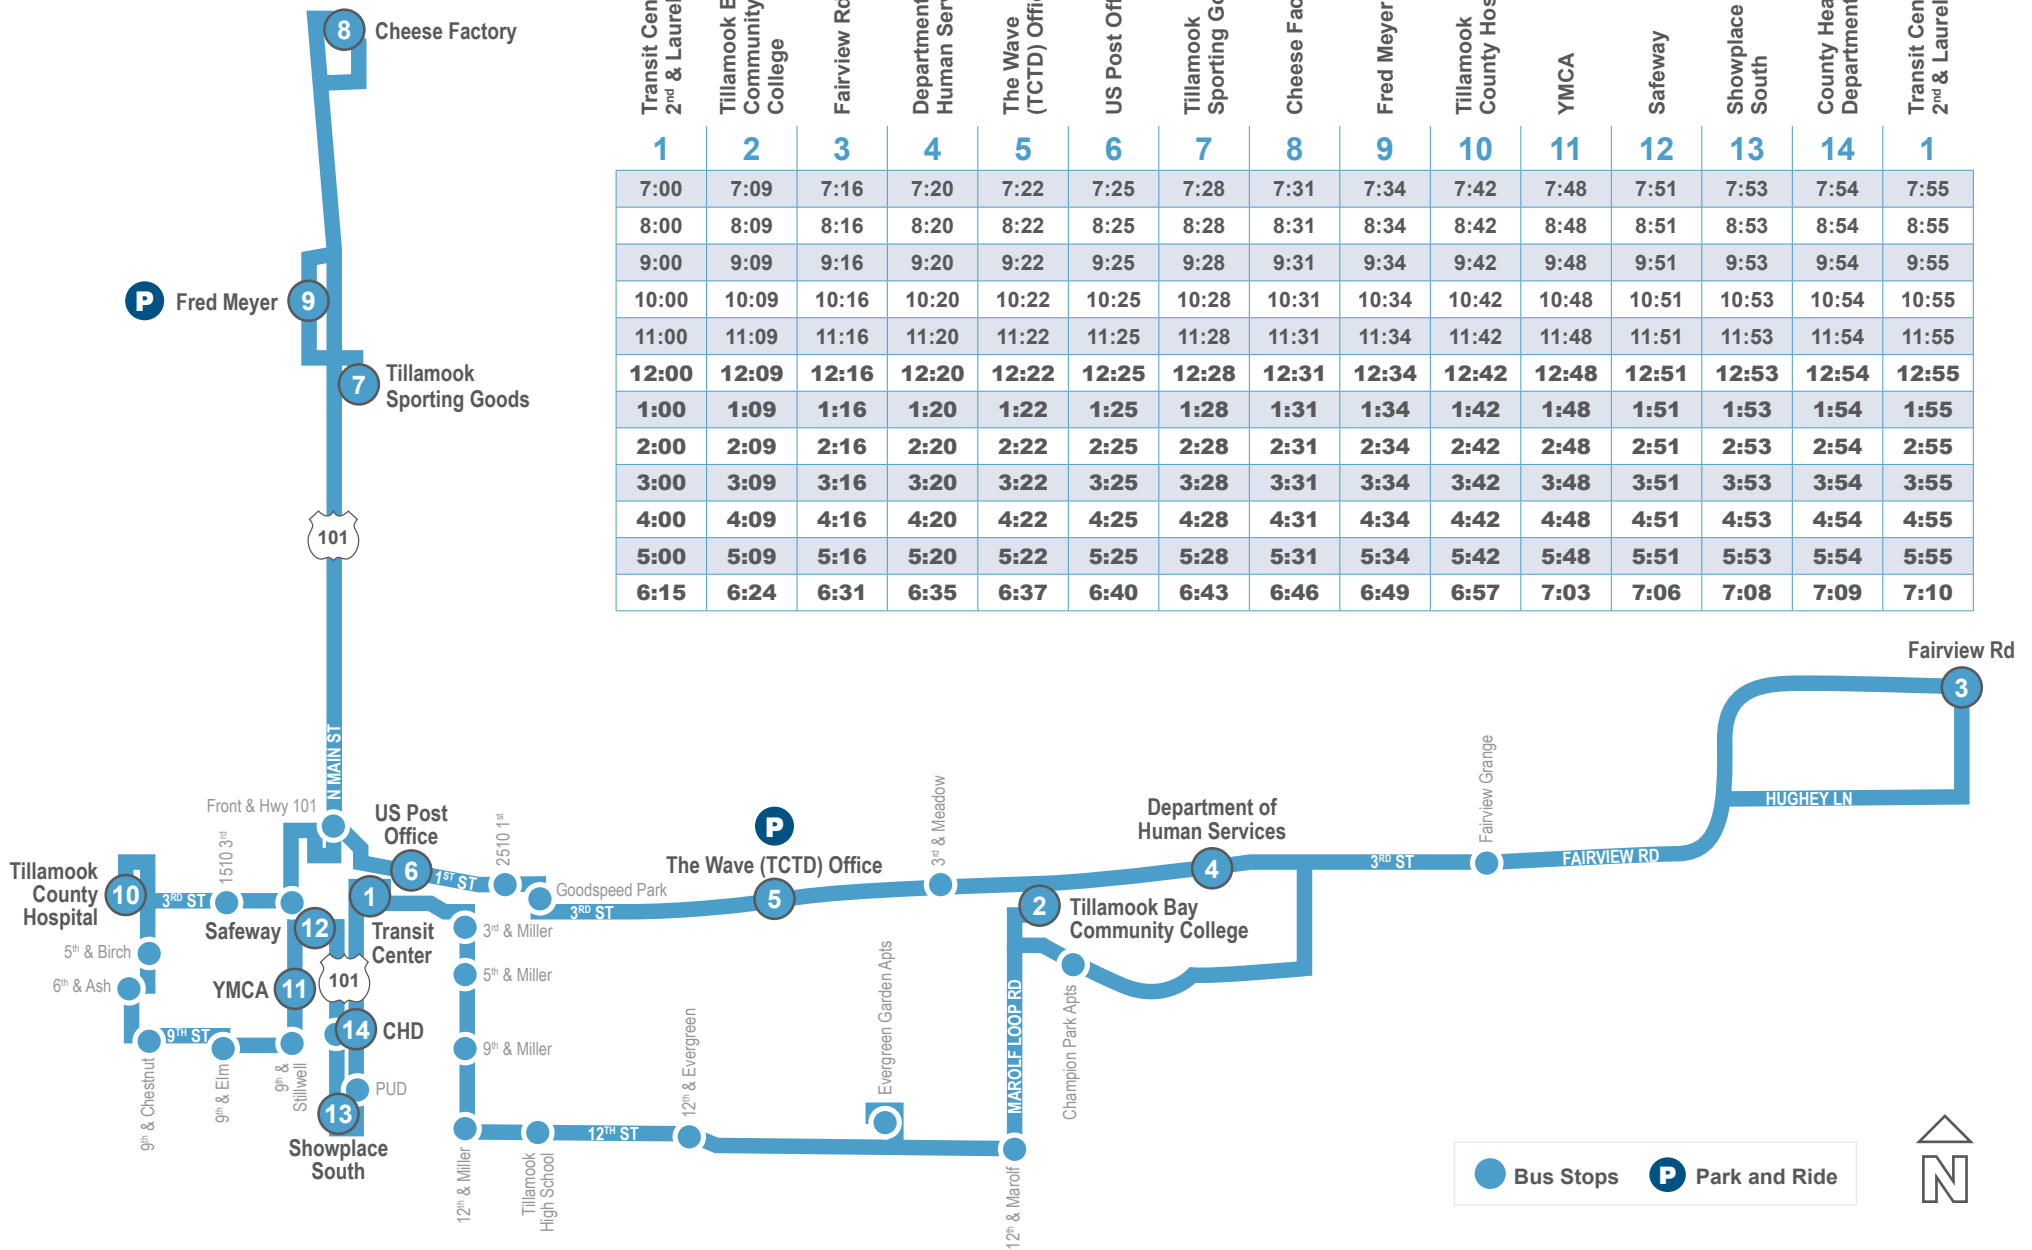 8
Cheese Factory
Transit Cen
2nd & Laurel
Tillamook B
Community
College
Fairview Rd
Department
Human Serv
The Wave
(TCTD) Offic
US Post Off
Tillamook
Sporting Go
Cheese Fac
Fred Meyer
Tillamook
County Hos
YMCA
Safeway
Showplace
South
County Hea
Department
Transit Cen
2nd & Laurel
1 2 3 4 5 6 7 8 9 10 11 12 13 14 1
7:00 7:09 7:16 7:20 7:22 7:25 7:28 7:31 7:34 7:42 7:48 7:51 7:53 7:54 7:55
8:00 8:09 8:16 8:20 8:22 8:25 8:28 8:31 8:34 8:42 8:48 8:51 8:53 8:54 8:55
9:00 9:09 9:16 9:20 9:22 9:25 9:28 9:31 9:34 9:42 9:48 9:51 9:53 9:54 9:55
10:00 10:09 10:16 10:20 10:22 10:25 10:28 10:31 10:34 10:42 10:48 10:51 10:53 10:54 10:55
11:00 11:09 11:16 11:20 11:22 11:25 11:28 11:31 11:34 11:42 11:48 11:51 11:53 11:54 11:55
12:00 12:09 12:16 12:20 12:22 12:25 12:28 12:31 12:34 12:42 12:48 12:51 12:53 12:54 12:55
1:00 1:09 1:16 1:20 1:22 1:25 1:28 1:31 1:34 1:42 1:48 1:51 1:53 1:54 1:55
2:00 2:09 2:16 2:20 2:22 2:25 2:28 2:31 2:34 2:42 2:48 2:51 2:53 2:54 2:55
3:00 3:09 3:16 3:20 3:22 3:25 3:28 3:31 3:34 3:42 3:48 3:51 3:53 3:54 3:55
4:00 4:09 4:16 4:20 4:22 4:25 4:28 4:31 4:34 4:42 4:48 4:51 4:53 4:54 4:55
5:00 5:09 5:16 5:20 5:22 5:25 5:28 5:31 5:34 5:42 5:48 5:51 5:53 5:54 5:55
6:15 6:24 6:31 6:35 6:37 6:40 6:43 6:46 6:49 6:57 7:03 7:06 7:08 7:09 7:10
P Fred Meyer 9
7 Tillamook
Sporting Goods
101
N MAIN ST
Fairview Rd
3
HUGHEY LN
FAIRVIEW RD
Fairview Grange
3RD ST
Department of
Human Services
4
3rd & Meadow
P
The Wave (TCTD) Office
5
2
Tillamook Bay
Community College
Front & Hwy 101
US Post
Office
6
1ST ST
2510 1st
Goodspeed Park
3RD ST
1510 3rd
Tillamook
County
Hospital
10
3RD ST
1
Transit
Center
Safeway 12
3rd & Miller
5th & Miller
9th & Miller
5th & Birch
6th & Ash
YMCA 11
101
14 CHD
PUD
13
Showplace
South
9TH ST
9th & Chestnut
9th & Elm
9th &
Stillwell
12th & Miller
Tillamook
High School
12TH ST
12th & Evergreen
Evergreen Garden Apts
MAROLF LOOP RD
Champion Park Apts
12th & Marolf
Bus Stops
P Park and Ride
N